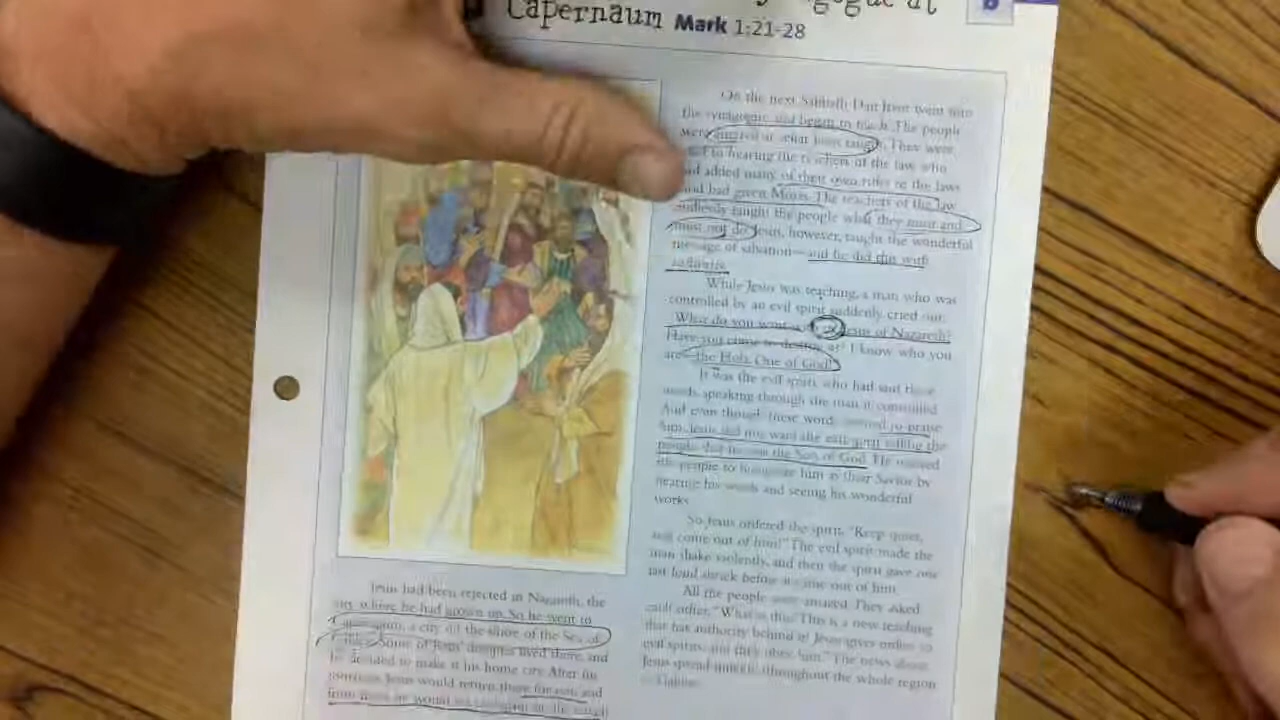 Capernaum Mark 1:21-28
B
Jesus had been rejected in Nazareth, the
city where he had grown up. So he went to
Capernaum, a city on the shore of the Sea of
Some of Jesus' disciples lived there, and
he decided to make it his home city. After his
Jesus would return there for rest and
from there he would
On the next Sabbath Day Jesus went into
the synagogue and began to teach. The people
were amazed at what Jesus taught. They were
to hearing the teachers of the law who
had added many of their own rules to the laws
God had given Moses. The teachers of the law
endlessly taught the people what they must and
must not do. Jesus, however, taught the wonderful
message of salvation—and he did this with
authority.
While Jesus was teaching, a man who was
controlled by an evil spirit suddenly cried out,
"What do you want Jesus of Nazareth?
Have you come to destroy us? I know who you
are—the Holy One of God!"
It was the evil spirit who had said these
words, speaking through the man it controlled.
And even though these words seemed to praise
him, Jesus did not want the evil spirit telling the
people that he was the Son of God. He wanted
the people to recognize him as their Savior by
hearing his words and seeing his wonderful
works.
So Jesus ordered the spirit, "Keep quiet,
and come out of him!" The evil spirit made the
man shake violently, and then the spirit gave one
last loud shriek before it came out of him.
All the people were amazed. They asked
each other, "What is this? This is a new teaching
that has authority behind it! Jesus gives orders to
evil spirits and they obey him." The news about
Jesus spread quickly throughout the whole region